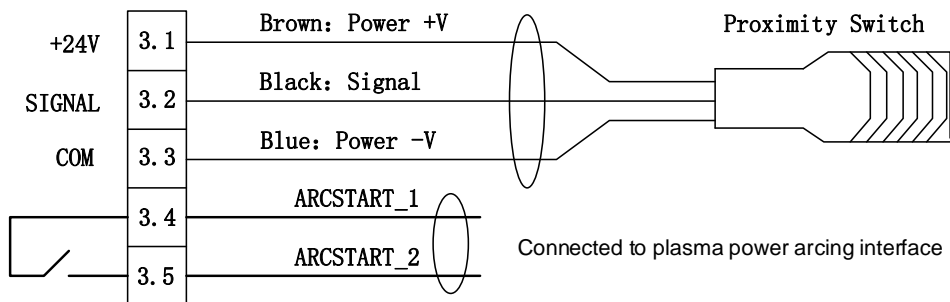 Brown: Power +V
Proximity Switch
+24V
3.1
Black: Signal
SIGNAL
3.2
Blue: Power -V
COM
3.3
ARCSTART_1
3.4
ARCSTART_2
Connected to plasma power arcing interface
3.5